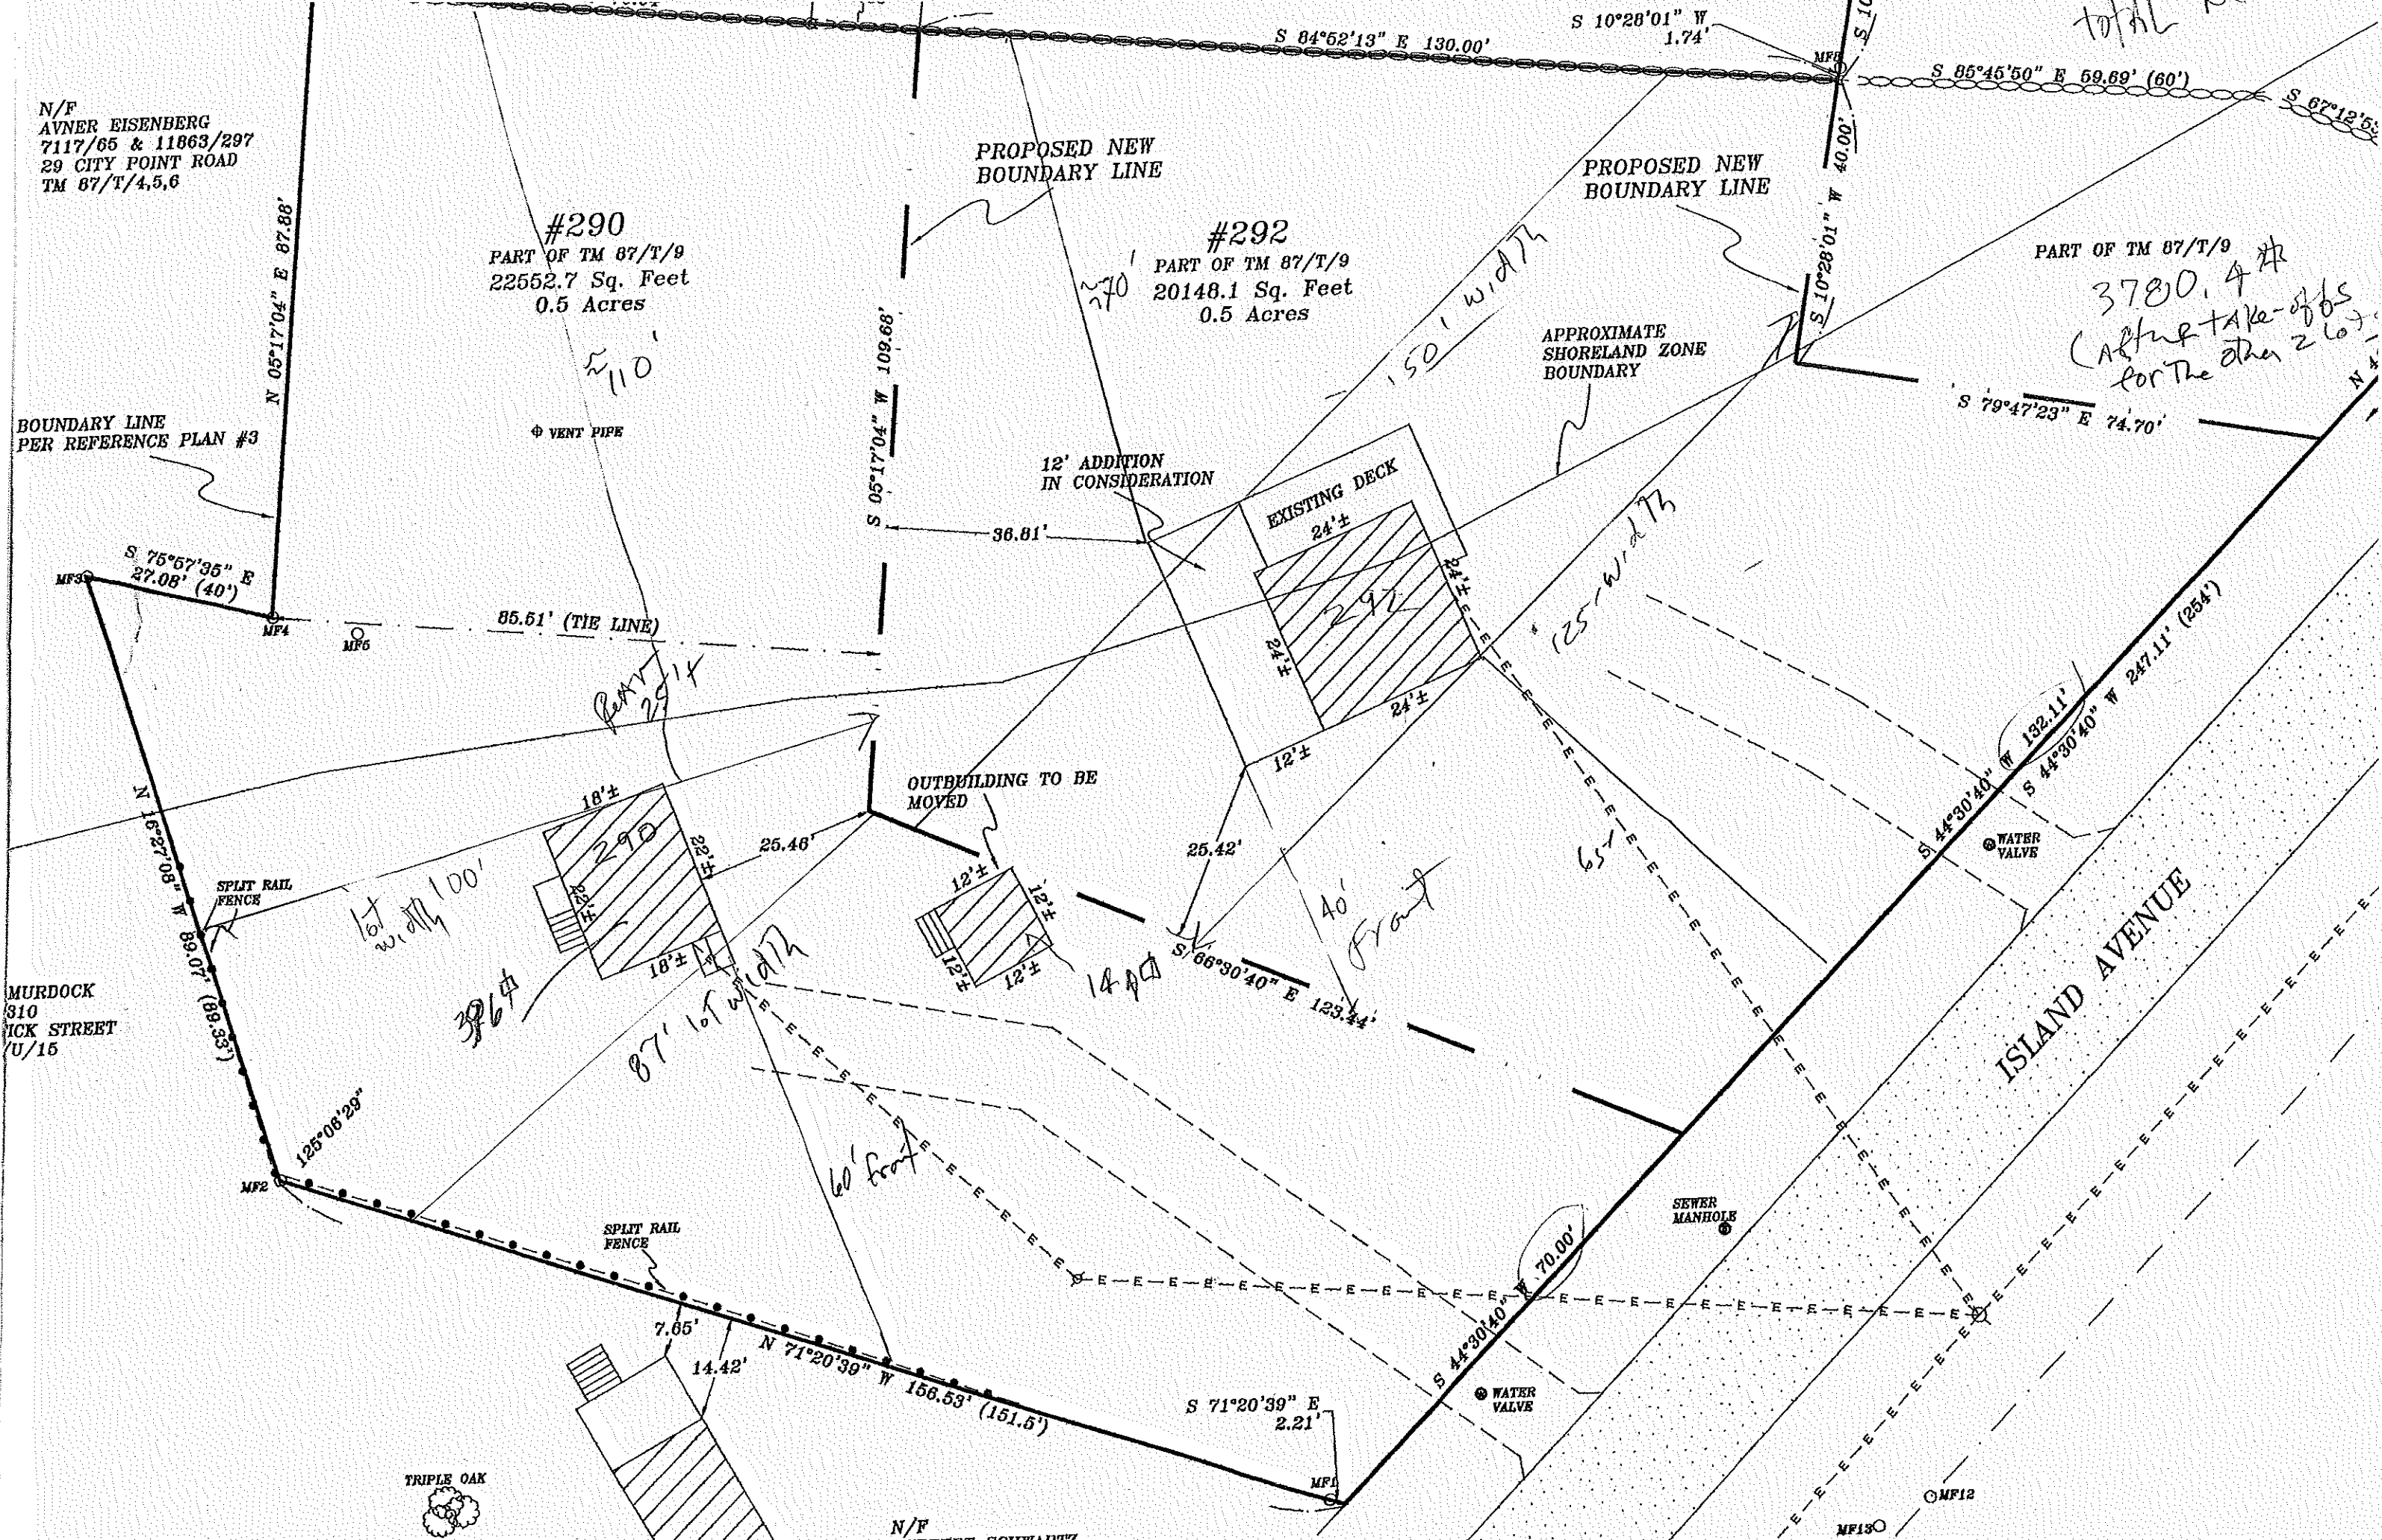 S 84°52'13" E 130.00'
S 10°28'01" W
1.74'
MF8
S 10
total
S 85°45'50" E 59.69' (60')
S 67°12'53
N/F
AVNER EISENBERG
7117/65 & 11863/297
29 CITY POINT ROAD
TM 87/T/4,5,6
N 05°17'04" E 87.88'
#290
PART OF TM 87/T/9
22552.7 Sq. Feet
0.5 Acres
≈110'
PROPOSED NEW
BOUNDARY LINE
S 05°17'04" W 109.68'
#292
PART OF TM 87/T/9
20148.1 Sq. Feet
0.5 Acres
150' width
PROPOSED NEW
BOUNDARY LINE
S 10°28'01" W 40.00'
PART OF TM 87/T/9
3780.4
(After take-offs
for the other 2 lots
N 4
APPROXIMATE
SHORELAND ZONE
BOUNDARY
S 79°47'23" E 74.70'
BOUNDARY LINE
PER REFERENCE PLAN #3
VENT PIPE
12' ADDITION
IN CONSIDERATION
EXISTING DECK
36.81'
24'±
24'±
292
24'±
24'±
12'±
125' width
S 75°57'35" E
27.08' (40')
MF3
MF4
MF5
85.51' (TIE LINE)
Rear
25'+
OUTBUILDING TO BE
MOVED
18'±
290
22'±
22'±
18'±
25.46'
12'±
12'±
12'±
12'±
25.42'
40'
Front
65+
S 44°30'40" W 132.11'
S 44°30'40" W 247.11' (254')
WATER
VALVE
ISLAND AVENUE
N 16°27'08" W 89.07' (89.33')
SPLIT RAIL
FENCE
lot
width 100'
396
87' lot width
S 66°30'40" E 123.44'
MURDOCK
310
ICK STREET
/U/15
125°06'29"
MF2
60' front
SPLIT RAIL
FENCE
SEWER
MANHOLE
S 44°30'40" W 70.00'
7.65'
14.42'
N 71°20'39" W 156.53' (151.5')
S 71°20'39" E
2.21'
MF1
WATER
VALVE
TRIPLE OAK
N/F
MF12
MF13
E E E E E E E E E E